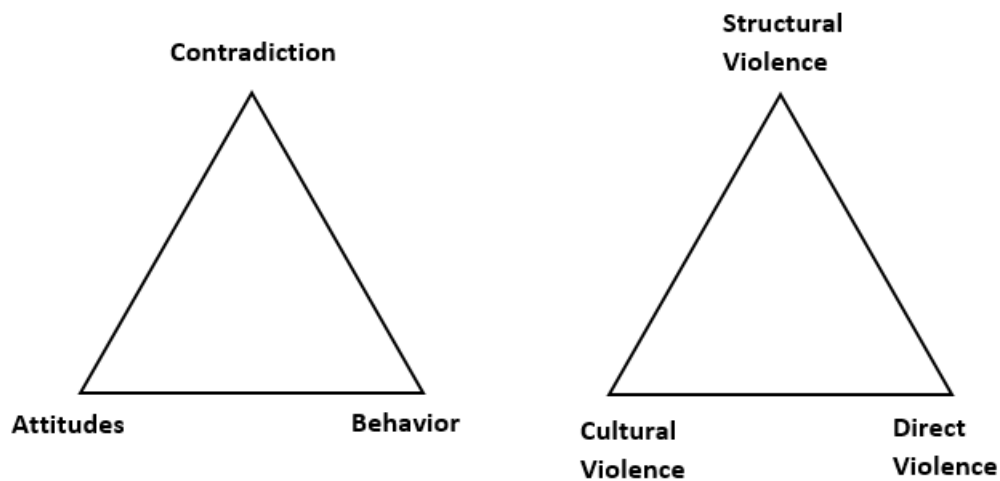 Contradiction
Attitudes
Behavior
Structural
Violence
Cultural
Violence
Direct
Violence